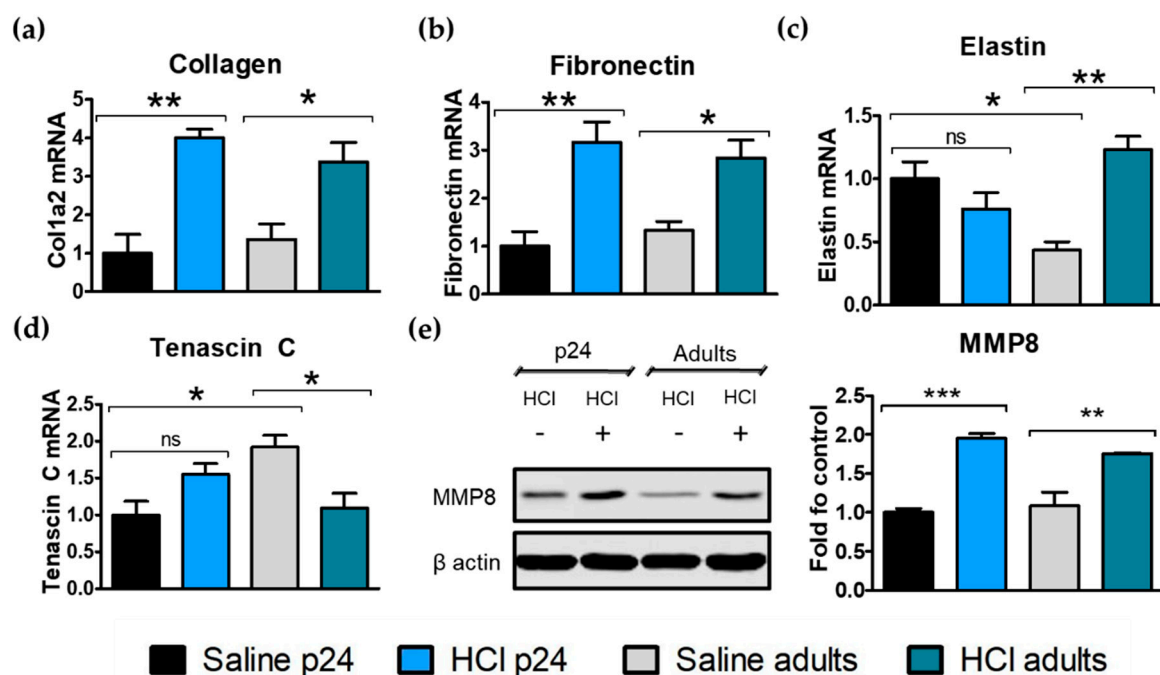 (a)
Collagen
** *
Col1a2 mRNA
5
4
3
2
1
0
(b)
Fibronectin
** *
Fibronectin mRNA
4
3
2
1
0
(c)
Elastin
**
*
ns
Elastin mRNA
1.5
1.0
0.5
0.0
(d)
Tenascin C
* *
ns
Tenascin C mRNA
2.5
2.0
1.5
1.0
0.5
0.0
(e)
p24 Adults
HCl HCl HCl HCl
- + - +
MMP8
β actin
MMP8
*** **
Fold fo control
2.5
2.0
1.5
1.0
0.5
0.0
Saline p24 HCl p24 Saline adults HCl adults